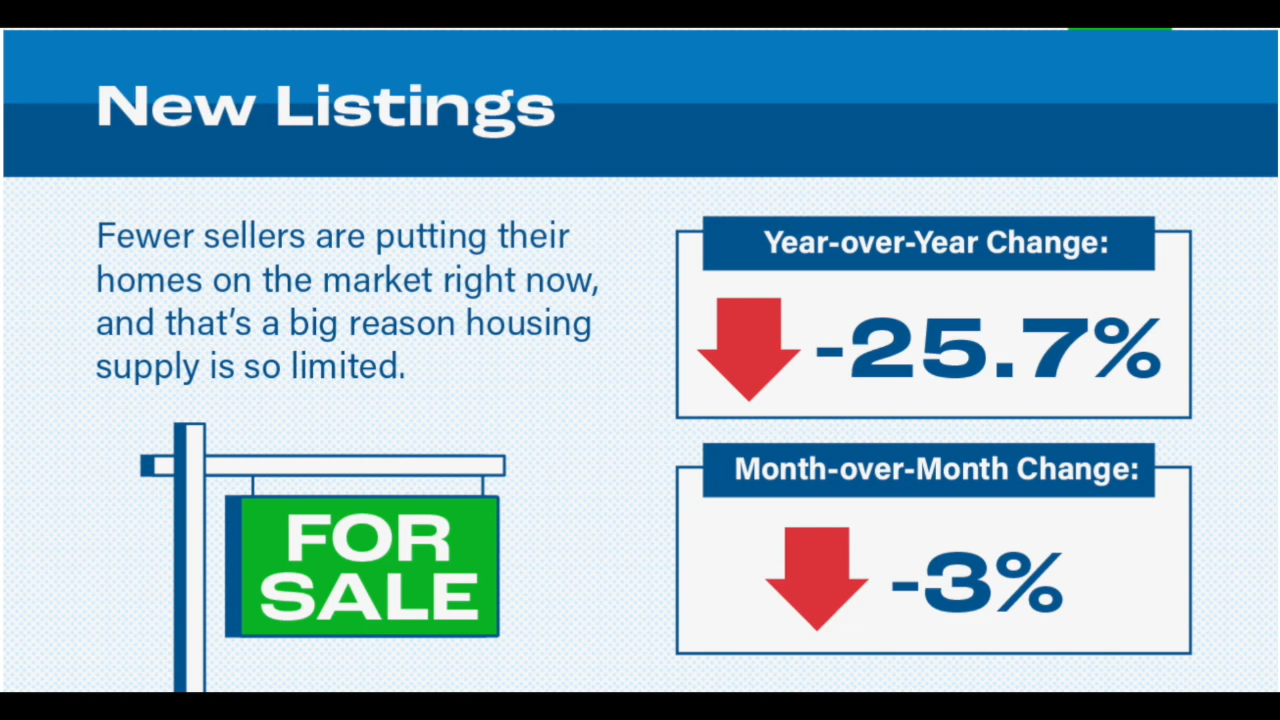 New Listings
Fewer sellers are putting their
homes on the market right now,
and that's a big reason housing
supply is so limited.
FOR
SALE
Year-over-Year Change:
-25.7%
Month-over-Month Change:
-3%